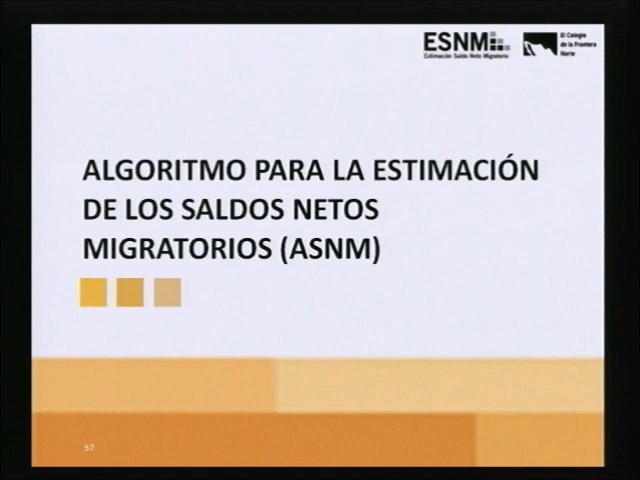 ESNM
Estimación Saldo Neto Migratorio
El Colegio
de la Frontera
Norte
ALGORITMO PARA LA ESTIMACIÓN
DE LOS SALDOS NETOS
MIGRATORIOS (ASNM)
57